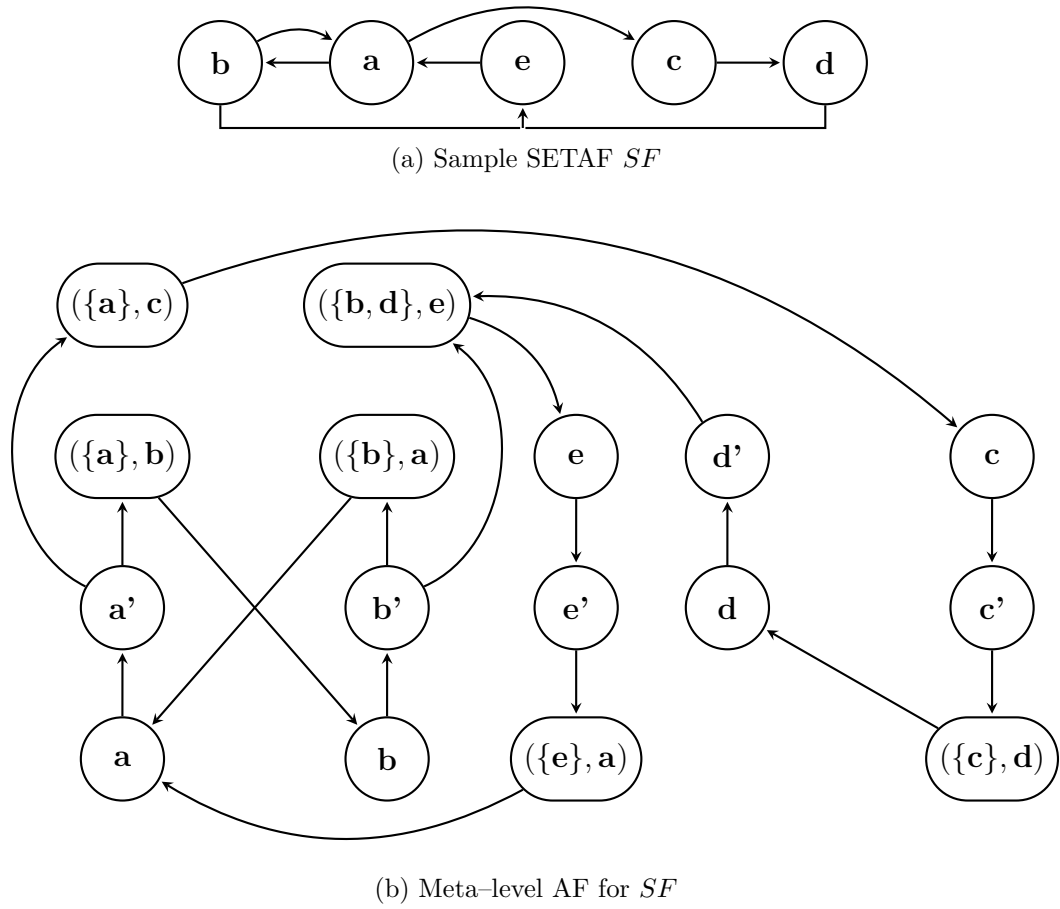 b a e c d
(a) Sample SETAF SF
({a}, c) ({b, d}, e)
({a}, b) ({b}, a) e d’ c
a’ b’ e’ d c’
a b ({e}, a) ({c}, d)
(b) Meta–level AF for SF